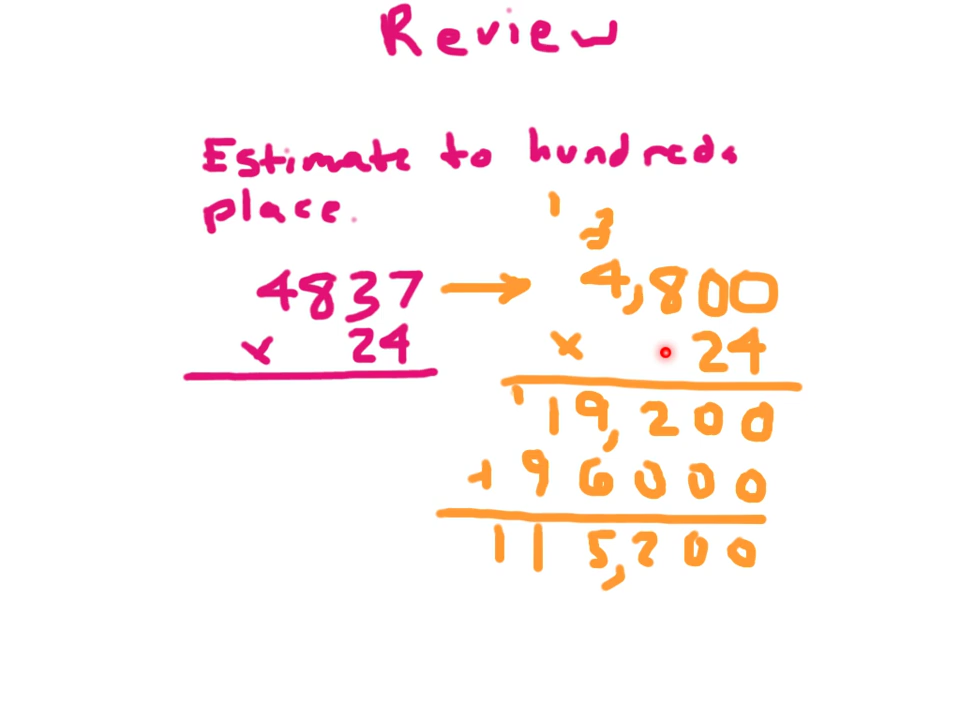 Review
Estimate to hundreds
place.
1 3
4837 → 4,800
x 24 x 24
1 19,200
+ 96000
115,200